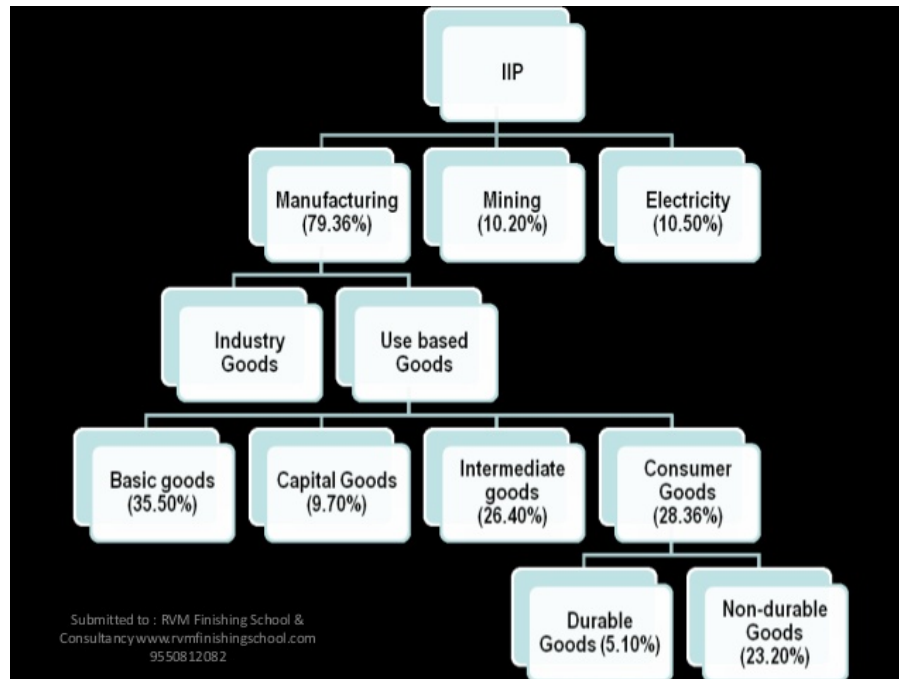 IIP
Manufacturing
(79.36%)
Mining
(10.20%)
Electricity
(10.50%)
Industry
Goods
Use based
Goods
Basic goods
(35.50%)
Capital Goods
(9.70%)
Intermediate
goods
(26.40%)
Consumer
Goods
(28.36%)
Durable
Goods (5.10%)
Non-durable
Goods
(23.20%)
Submitted to : RVM Finishing School &
Consultancy www.rvmfinishingschool.com
9550812082